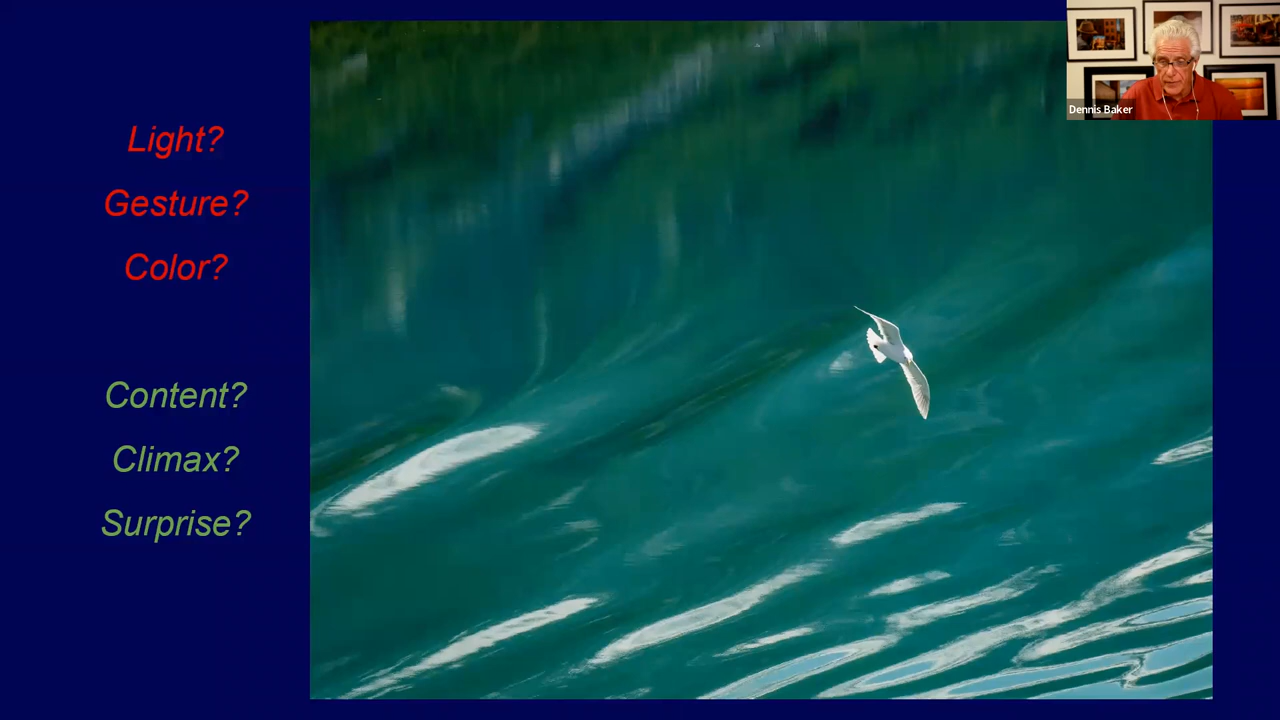 Light?
Gesture?
Color?
Content?
Climax?
Surprise?
Dennis Baker